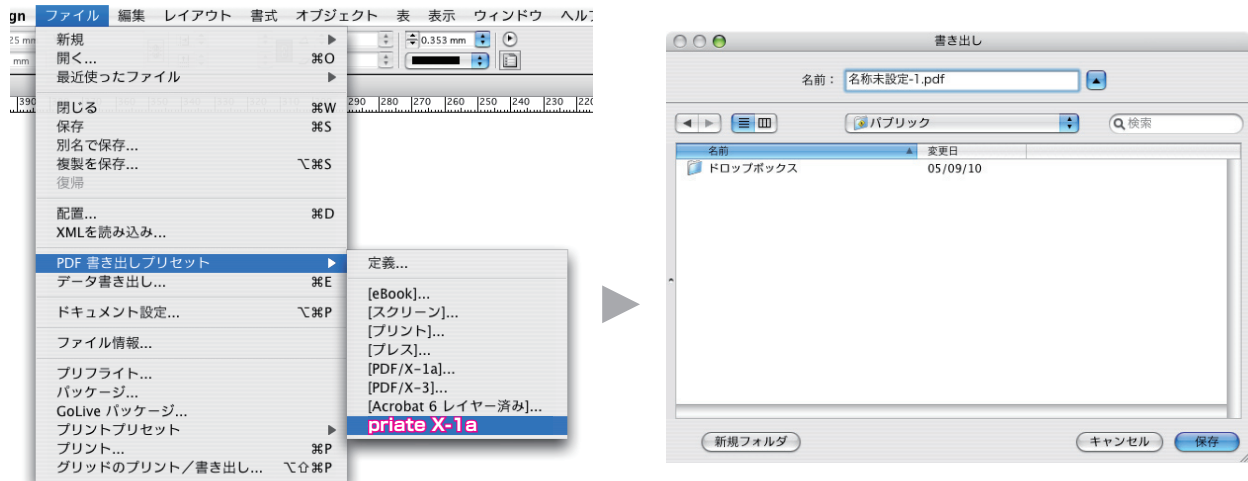 gn ファイル 編集 レイアウト 書式 オブジェクト 表 表示 ウィンドウ ヘル
25 mm
mm
0.353 mm
390
290 280 270 260 250 240 230 220
新規
開く... ⌘O
最近使ったファイル
閉じる ⌘W
保存 ⌘S
別名で保存...
複製を保存... ⌥⌘S
復帰
配置... ⌘D
XMLを読み込み...
PDF 書き出しプリセット
データ書き出し... ⌘E
ドキュメント設定... ⌥⌘P
ファイル情報...
プリフライト...
パッケージ...
GoLive パッケージ...
プリントプリセット
プリント... ⌘P
グリッドのプリント／書き出し... ⌥⇧⌘P
定義...
[eBook]...
[スクリーン]...
[プリント]...
[プレス]...
[PDF/X-1a]...
[PDF/X-3]...
[Acrobat 6 レイヤー済み]...
priate X-1a
書き出し
名前： 名称未設定-1.pdf
パブリック
検索
名前 変更日
ドロップボックス 05/09/10
新規フォルダ キャンセル 保存